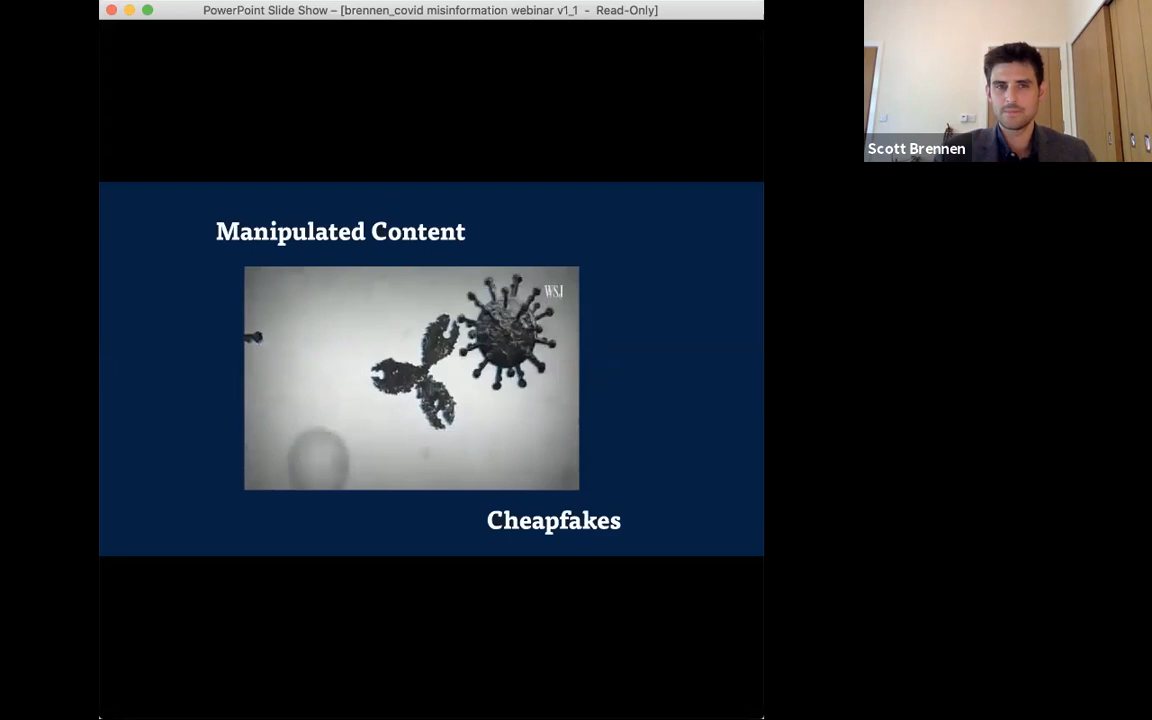 PowerPoint Slide Show – [brennen_covid misinformation webinar v1_1 - Read-Only]
Scott Brennen
Manipulated Content
WSJ
Cheapfakes